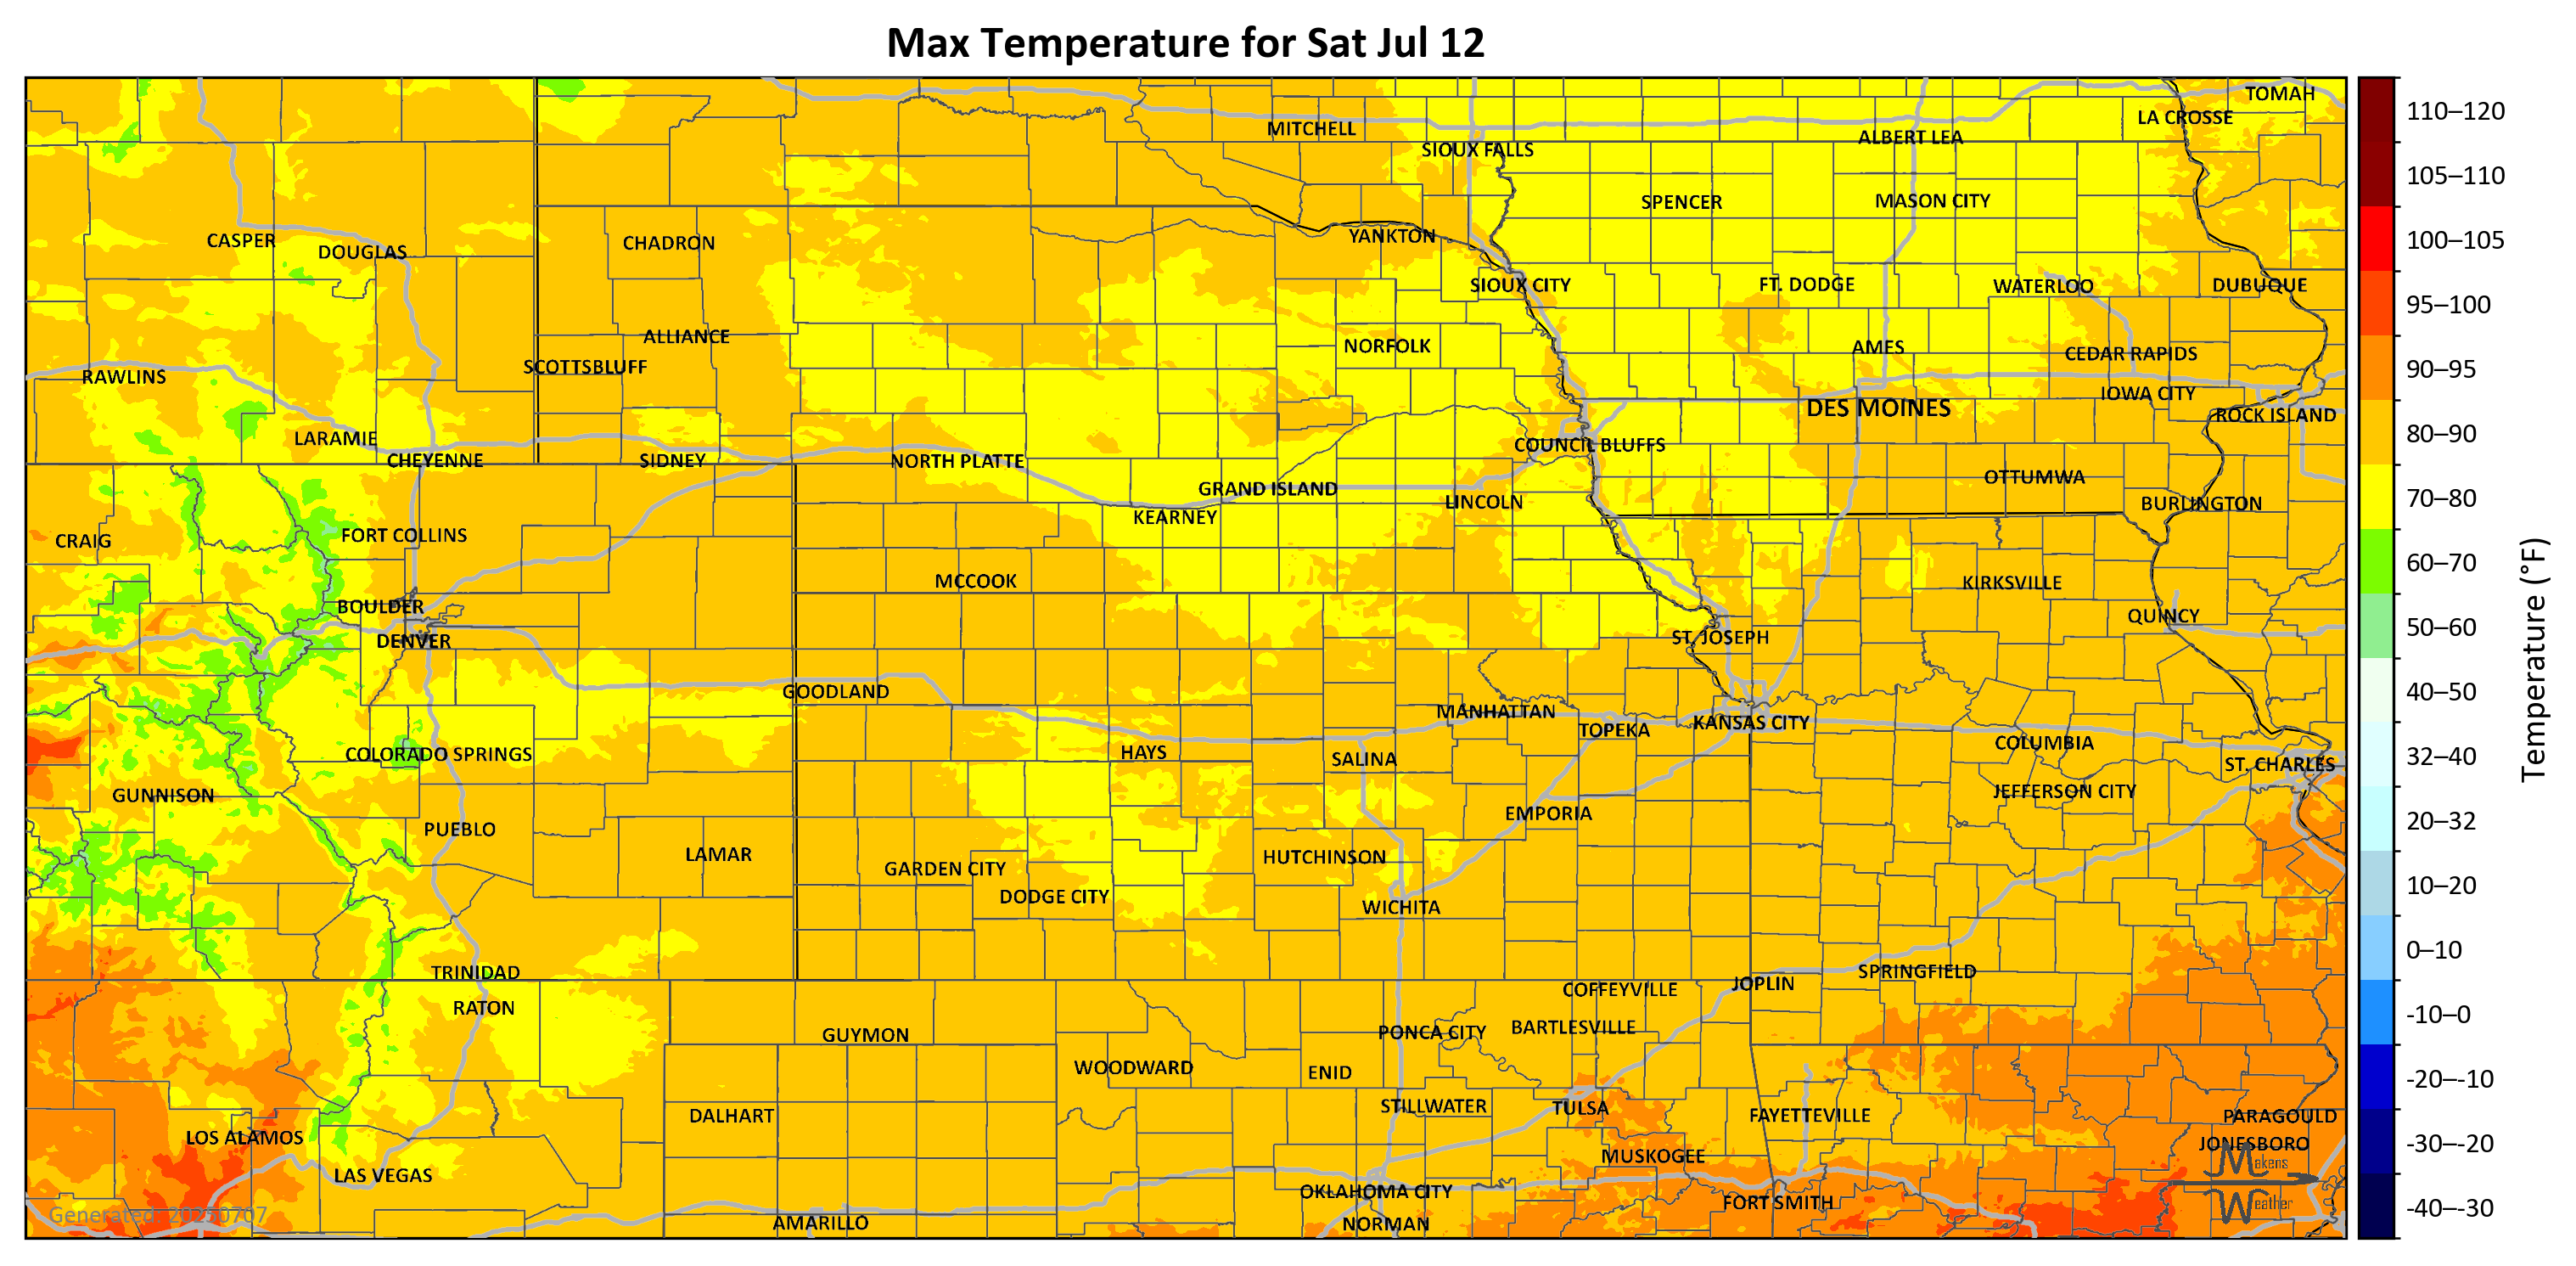 Max Temperature for Sat Jul 12
TOMAH
LA CROSSE
MITCHELL
ALBERT LEA
SIOUX FALLS
SPENCER
MASON CITY
YANKTON
CASPER
CHADRON
DOUGLAS
SIOUX CITY
FT. DODGE
WATERLOO
DUBUQUE
ALLIANCE
NORFOLK
AMES
CEDAR RAPIDS
SCOTTSBLUFF
RAWLINS
IOWA CITY
DES MOINES
ROCK ISLAND
LARAMIE
COUNCIL BLUFFS
CHEYENNE
SIDNEY
NORTH PLATTE
OTTUMWA
GRAND ISLAND
LINCOLN
BURLINGTON
KEARNEY
FORT COLLINS
CRAIG
MCCOOK
KIRKSVILLE
BOULDER
QUINCY
DENVER
ST. JOSEPH
GOODLAND
MANHATTAN
KANSAS CITY
TOPEKA
COLUMBIA
COLORADO SPRINGS
HAYS
SALINA
ST. CHARLES
GUNNISON
JEFFERSON CITY
EMPORIA
PUEBLO
LAMAR
HUTCHINSON
GARDEN CITY
DODGE CITY
WICHITA
TRINIDAD
SPRINGFIELD
JOPLIN
COFFEYVILLE
RATON
BARTLESVILLE
PONCA CITY
GUYMON
WOODWARD
ENID
STILLWATER
TULSA
DALHART
FAYETTEVILLE
PARAGOULD
LOS ALAMOS
JONESBORO
MUSKOGEE
Makens
LAS VEGAS
OKLAHOMA CITY
FORT SMITH
Weather
Generated: 20250707
AMARILLO
NORMAN
110–120
105–110
100–105
95–100
90–95
80–90
70–80
60–70
50–60
40–50
32–40
20–32
10–20
0–10
-10–0
-20–-10
-30–-20
-40–-30
Temperature (°F)